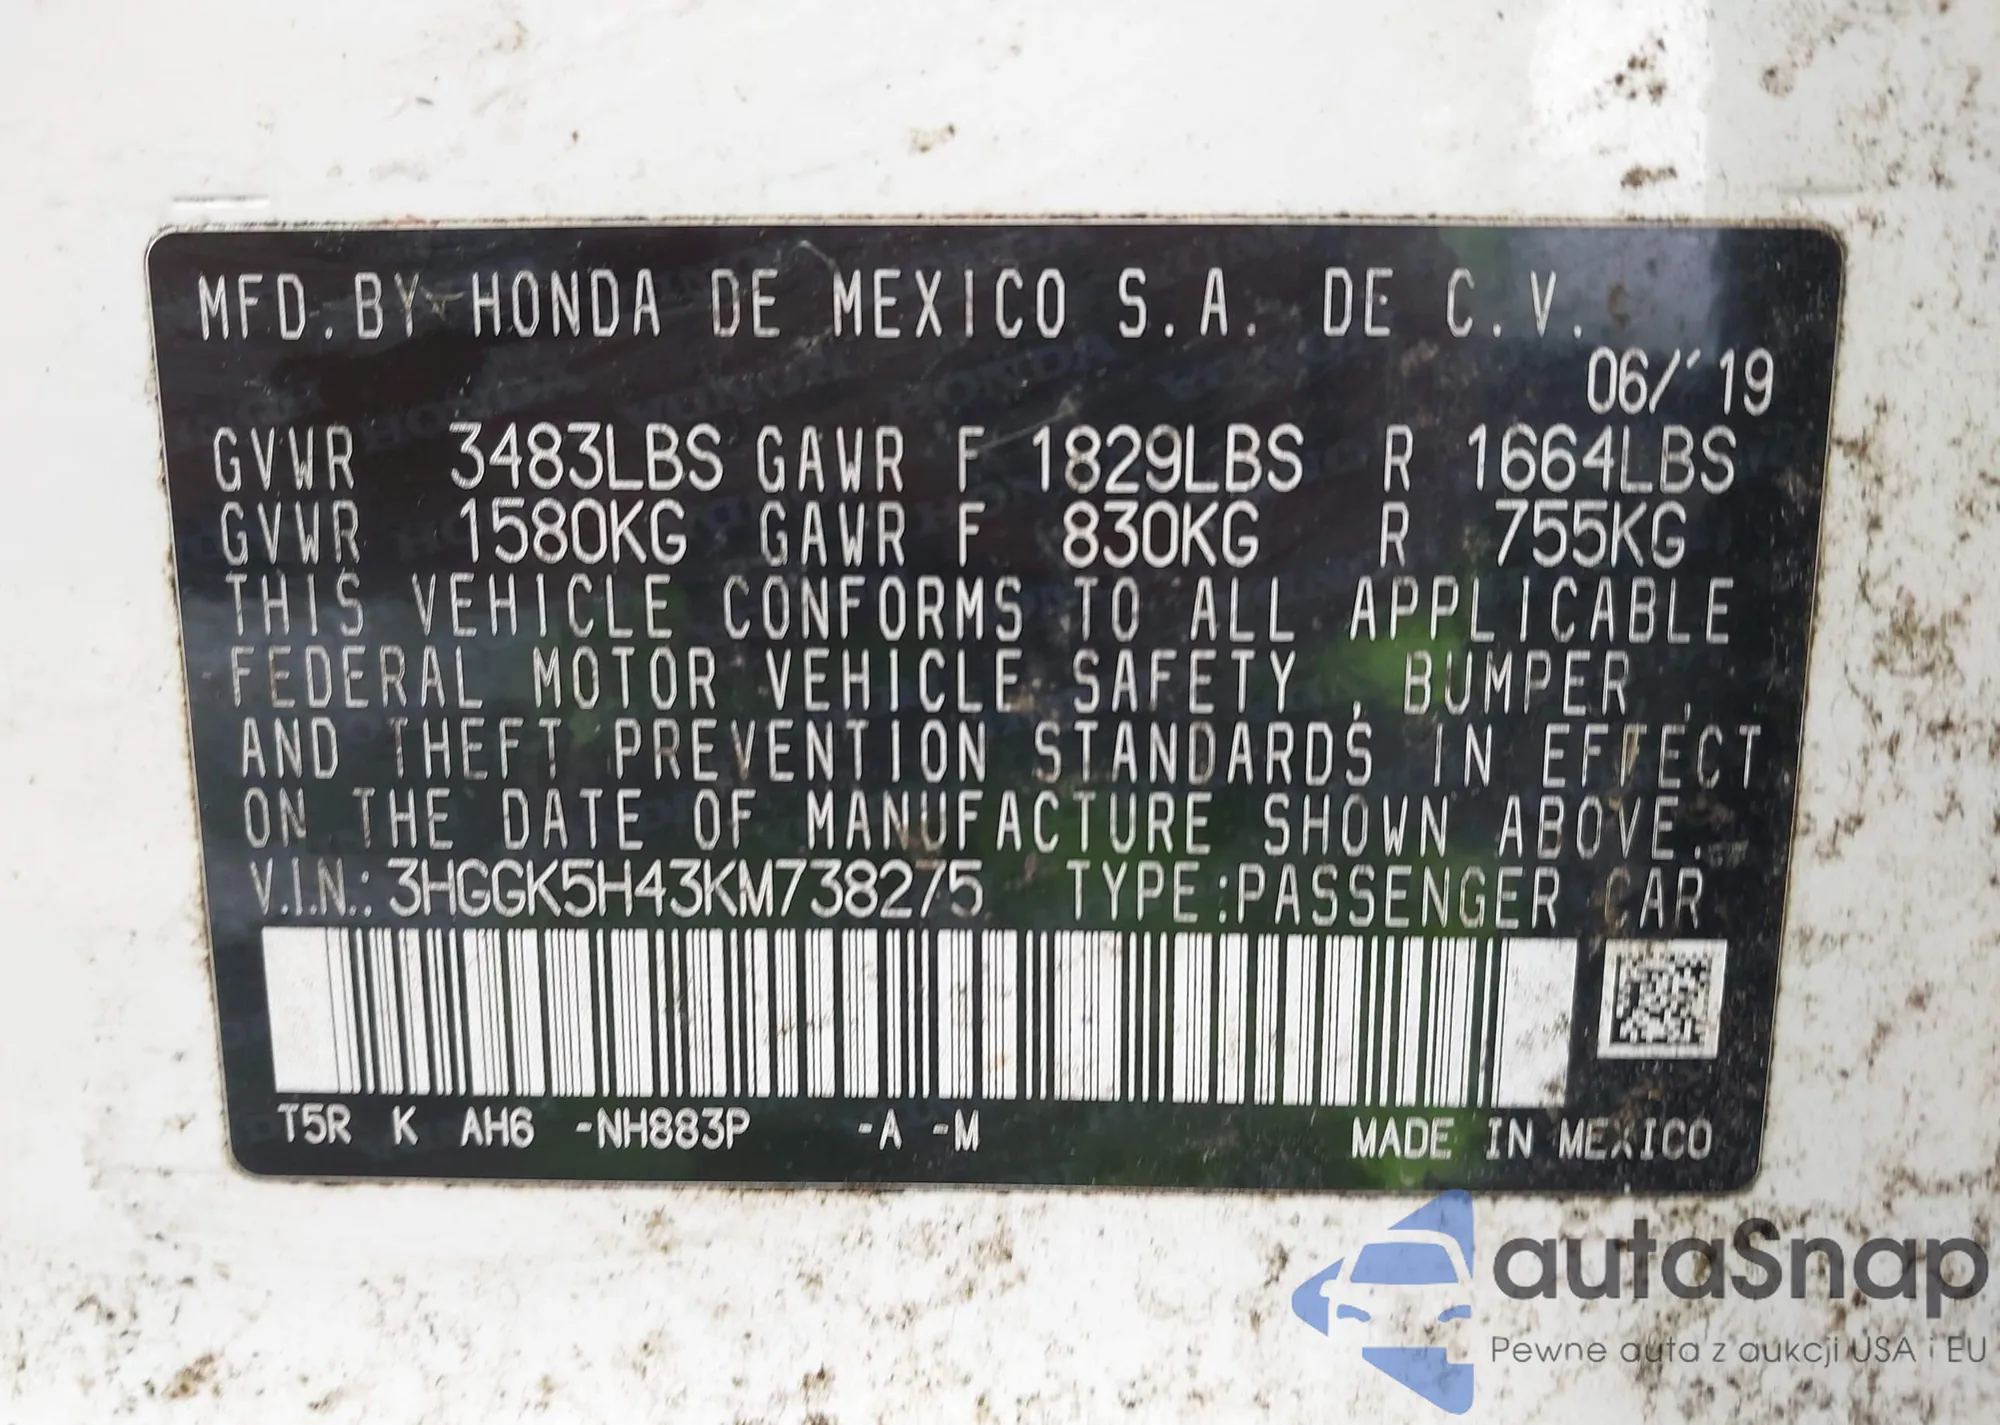 MFD. BY HONDA DE MEXICO S.A. DE C.V.
06/'19
GVWR 3483LBS GAWR F 1829LBS R 1664LBS
GVWR 1580KG GAWR F 830KG R 755KG
THIS VEHICLE CONFORMS TO ALL APPLICABLE
FEDERAL MOTOR VEHICLE SAFETY, BUMPER,
AND THEFT PREVENTION STANDARDS IN EFFECT
ON THE DATE OF MANUFACTURE SHOWN ABOVE.
V.I.N.: 3HGGK5H43KM738275 TYPE:PASSENGER CAR
T5R K AH6 -NH883P -A -M MADE IN MEXICO
autaSnap
Pewne auta z aukcji USA i EU